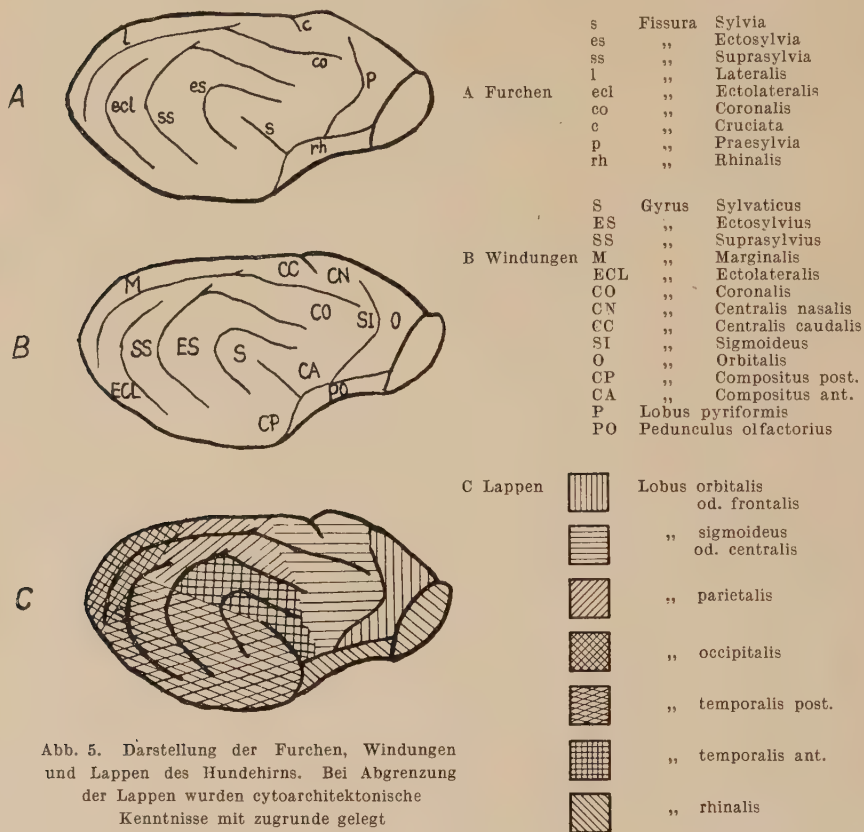 A
l
c
co
P
ecl
ss
es
s
rh
B
M
CC
CN
CO
SI
O
SS
ES
S
CA
ECL
PO
CP
C
A Furchen
s Fissura Sylvia
es „ Ectosylvia
ss „ Suprasylvia
l „ Lateralis
ecl „ Ectolateralis
co „ Coronalis
c „ Cruciata
p „ Praesylvia
rh „ Rhinalis
B Windungen
S Gyrus Sylvaticus
ES „ Ectosylvius
SS „ Suprasylvius
M „ Marginalis
ECL „ Ectolateralis
CO „ Coronalis
CN „ Centralis nasalis
CC „ Centralis caudalis
SI „ Sigmoideus
O „ Orbitalis
CP „ Compositus post.
CA „ Compositus ant.
P Lobus pyriformis
PO Pedunculus olfactorius
C Lappen
Lobus orbitalis
od. frontalis
„ sigmoideus
od. centralis
„ parietalis
„ occipitalis
„ temporalis post.
„ temporalis ant.
„ rhinalis
Abb. 5. Darstellung der Furchen, Windungen
und Lappen des Hundehirns. Bei Abgrenzung
der Lappen wurden cytoarchitektonische
Kenntnisse mit zugrunde gelegt